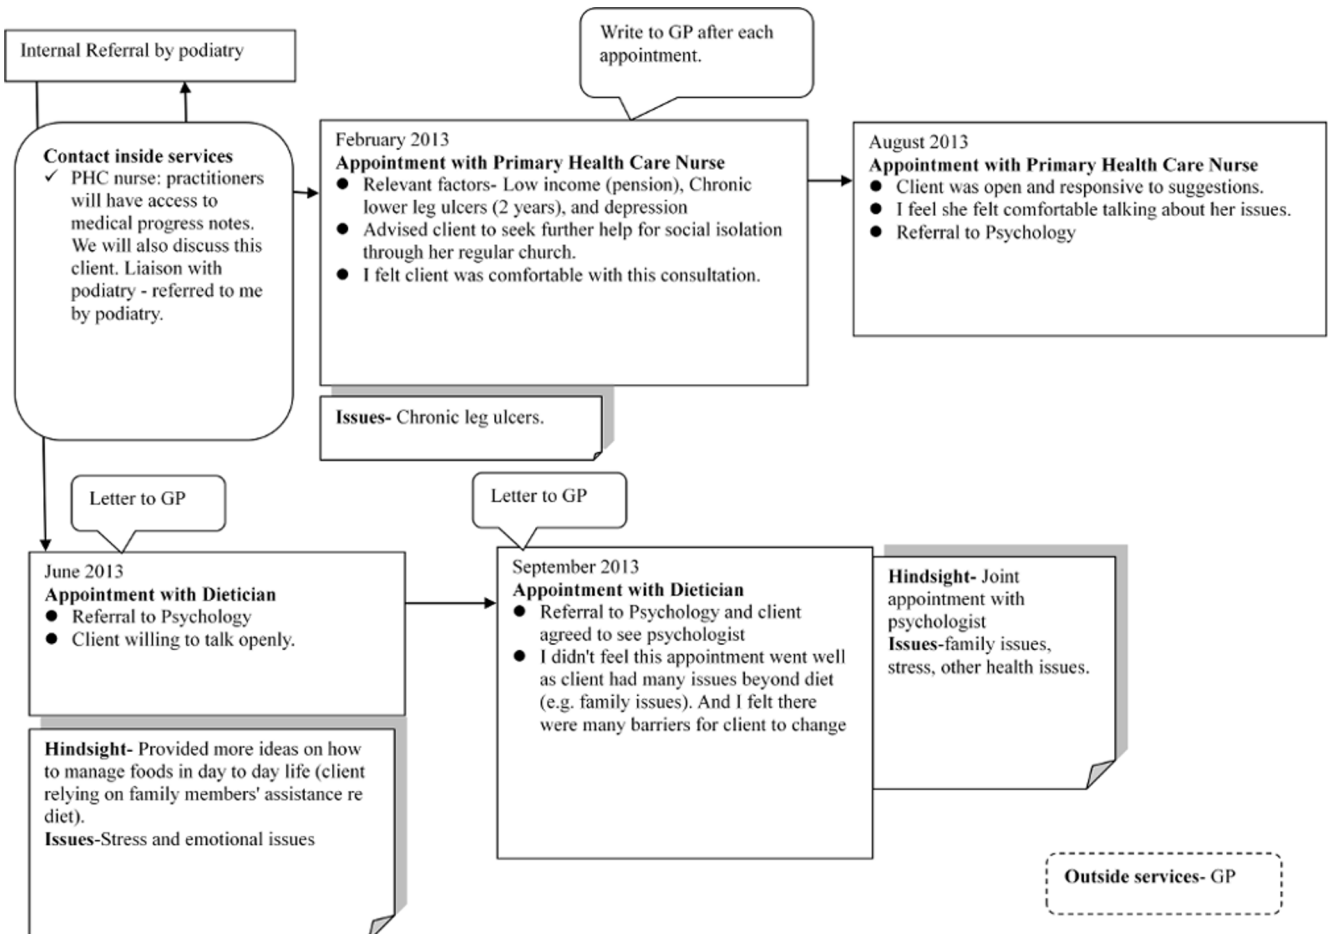 Internal Referral by podiatry
Write to GP after each
appointment.
Contact inside services
✓ PHC nurse: practitioners
will have access to
medical progress notes.
We will also discuss this
client. Liaison with
podiatry - referred to me
by podiatry.
February 2013
Appointment with Primary Health Care Nurse
● Relevant factors- Low income (pension), Chronic
lower leg ulcers (2 years), and depression
● Advised client to seek further help for social isolation
through her regular church.
● I felt client was comfortable with this consultation.
August 2013
Appointment with Primary Health Care Nurse
● Client was open and responsive to suggestions.
● I feel she felt comfortable talking about her issues.
● Referral to Psychology
Issues- Chronic leg ulcers.
Letter to GP
June 2013
Appointment with Dietician
● Referral to Psychology
● Client willing to talk openly.
Hindsight- Provided more ideas on how
to manage foods in day to day life (client
relying on family members' assistance re
diet).
Issues-Stress and emotional issues
Letter to GP
September 2013
Appointment with Dietician
● Referral to Psychology and client
agreed to see psychologist
● I didn't feel this appointment went well
as client had many issues beyond diet
(e.g. family issues). And I felt there
were many barriers for client to change
Hindsight- Joint
appointment with
psychologist
Issues-family issues,
stress, other health issues.
Outside services- GP